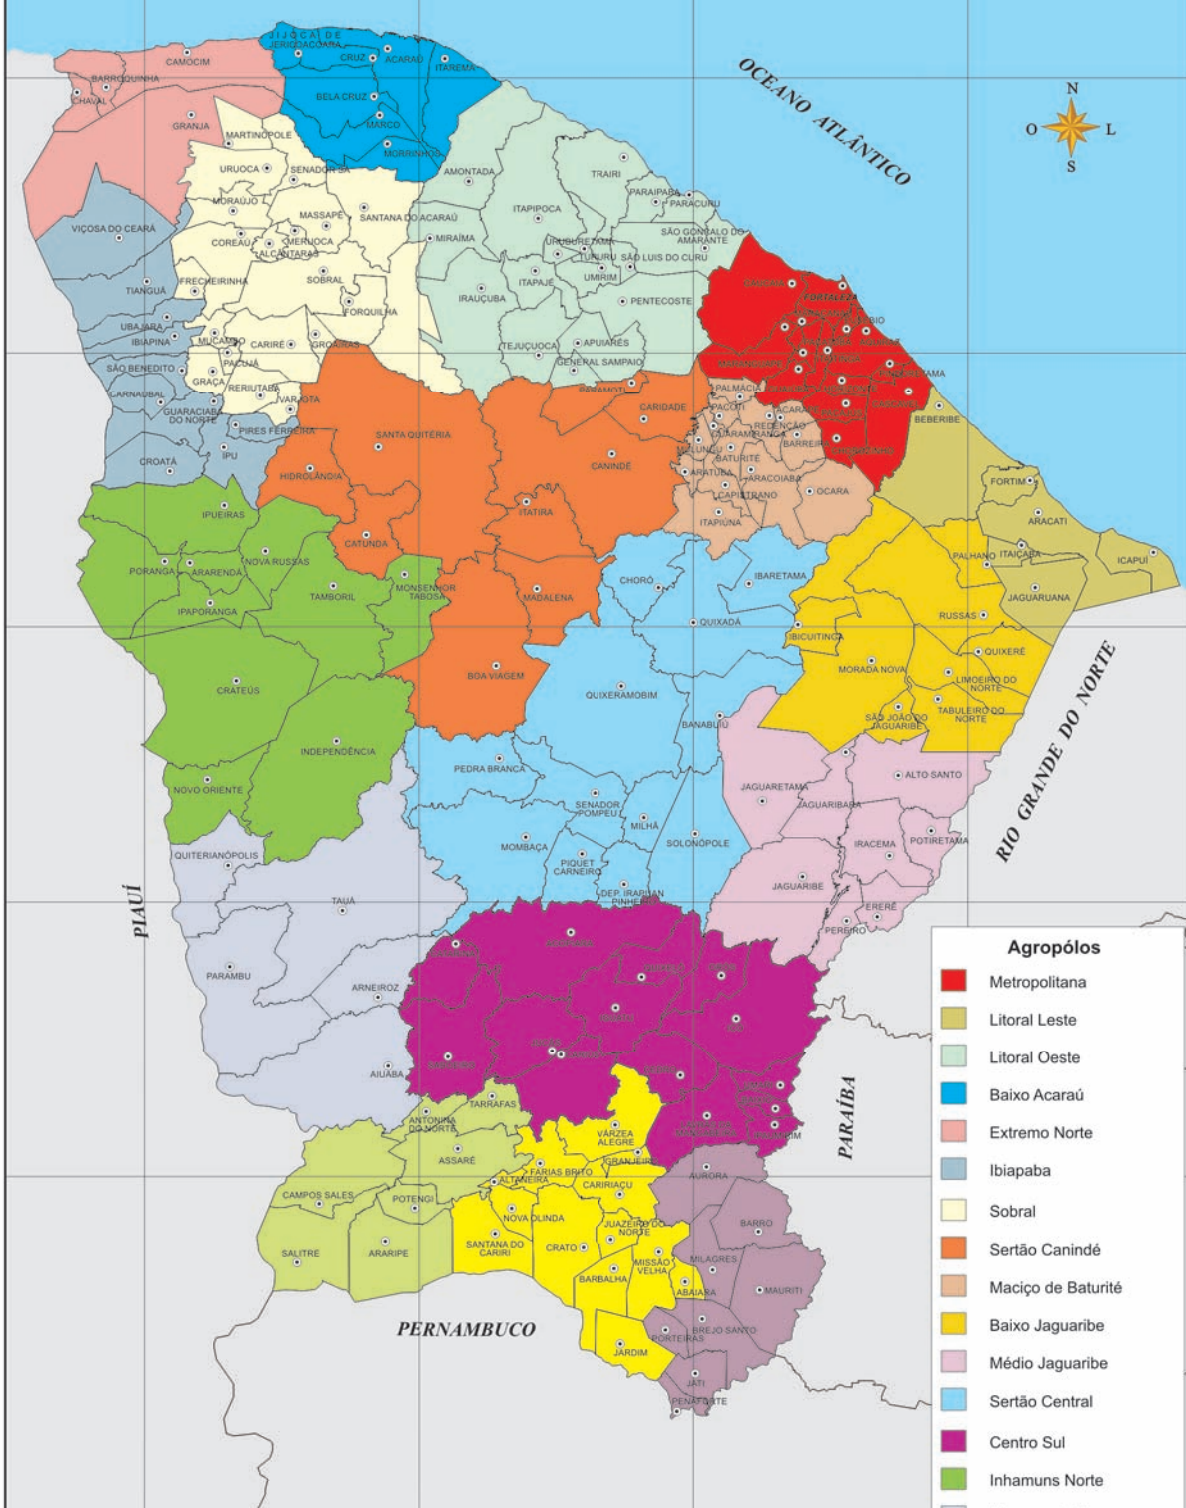 JIJOCA DE
JERICOACOARA
CRUZ
ACARAÚ
ITAREMA
CAMOCIM
BARROQUINHA
CHAVAL
BELA CRUZ
MARCO
GRANJA
MARTINÓPOLE
MORRINHOS
OCEANO ATLÂNTICO
N
O
L
S
URUOCA
SENADOR SÁ
AMONTADA
TRAIRI
PARAIPABA
PARACURU
MORAÚJO
MASSAPÊ
SANTANA DO ACARAÚ
ITAPIPOCA
VIÇOSA DO CEARÁ
COREAÚ
MERUOCA
ALCÂNTARAS
MIRAÍMA
URUBURETAMA
TURURU
SÃO GONÇALO DO
AMARANTE
SÃO LUIS DO CURU
UMIRIM
TIANGUÁ
FRECHEIRINHA
SOBRAL
IRAUÇUBA
ITAPAJÉ
FORTALEZA
FORQUILHA
PENTECOSTE
UBAJARA
IBIAPINA
MUCAMBO
CARIRÉ
GROAÍRAS
TEJUÇUOCA
APUIARÉS
GENERAL SAMPAIO
SÃO BENEDITO
PACUJÁ
GRAÇA
RERIUTABA
VARJOTA
CARNAUBAL
GUARACIABA
DO NORTE
PIRES FERREIRA
CARIDADE
PALMÁCIA
PACOTI
REDENÇÃO
BEBERIBE
SANTA QUITÉRIA
CROATÁ
IPU
HIDROLÂNDIA
CANINDÉ
MULUNGU
GUARAMIRANGA
BATURITÉ
ARATUBA
ARACOIABA
CAPISTRANO
OCARA
ITAPIÚNA
FORTIM
ARACATI
IPUEIRAS
ITATIRA
NOVA RUSSAS
CATUNDA
PALHANO
ITAIÇABA
ICAPUÍ
PORANGA
ARARENDÁ
TAMBORIL
MONSENHOR
TABOSA
MADALENA
CHORÓ
IBARETAMA
JAGUARUANA
IPAPORANGA
QUIXADÁ
IBICUITINGA
RUSSAS
QUIXERÉ
CRATEÚS
BOA VIAGEM
QUIXERAMOBIM
MORADA NOVA
LIMOEIRO DO
NORTE
TABULEIRO DO
NORTE
BANABUIÚ
SÃO JOÃO DO
JAGUARIBE
RIO GRANDE DO NORTE
INDEPENDÊNCIA
PEDRA BRANCA
NOVO ORIENTE
SENADOR
POMPEU
JAGUARETAMA
JAGUARIBARA
ALTO SANTO
MILHÃ
MOMBAÇA
SOLONÓPOLE
IRACEMA
POTIRETAMA
QUITERIANÓPOLIS
PIQUET
CARNEIRO
JAGUARIBE
DEP. IRAPUAN
PINHEIRO
TAUÁ
ERERÊ
PEREIRO
PIAUÍ
PARAMBU
ARNEIROZ
AIUABA
PARAÍBA
TARRAFAS
ANTONINA
DO NORTE
VÁRZEA
ALEGRE
ASSARÉ
GRANJEIRO
FARIAS BRITO
AURORA
ALTANEIRA
CARIRIAÇU
CAMPOS SALES
POTENGI
NOVA OLINDA
JUAZEIRO DO
NORTE
BARRO
SALITRE
ARARIPE
SANTANA DO
CARIRI
CRATO
MISSÃO
VELHA
MILAGRES
BARBALHA
ABAIARA
MAURITI
PERNAMBUCO
BREJO SANTO
PORTEIRAS
JARDIM
JATI
PENAFORTE
Agropólos
Metropolitana
Litoral Leste
Litoral Oeste
Baixo Acaraú
Extremo Norte
Ibiapaba
Sobral
Sertão Canindé
Maciço de Baturité
Baixo Jaguaribe
Médio Jaguaribe
Sertão Central
Centro Sul
Inhamuns Norte